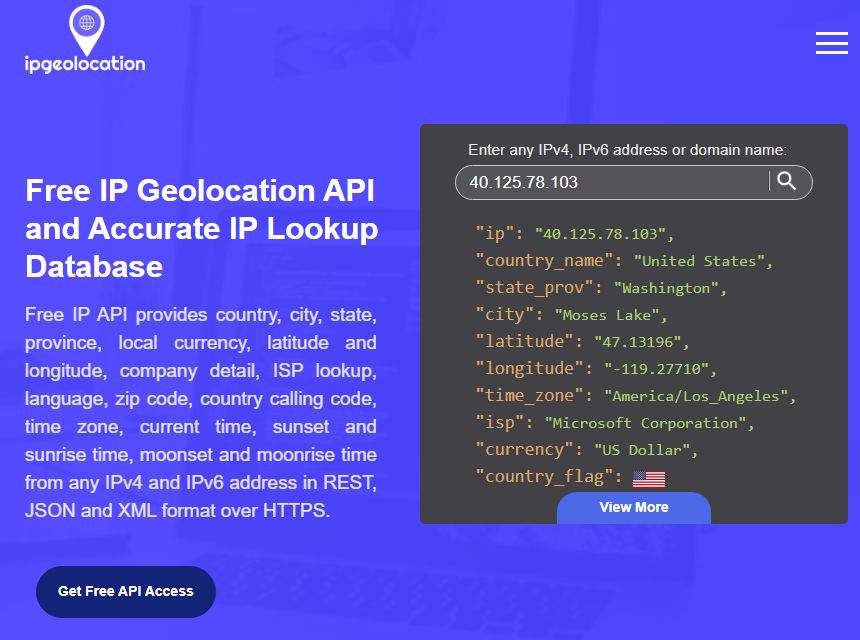 ipgeolocation
Free IP Geolocation API
and Accurate IP Lookup
Database
Free IP API provides country, city, state,
province, local currency, latitude and
longitude, company detail, ISP lookup,
language, zip code, country calling code,
time zone, current time, sunset and
sunrise time, moonset and moonrise time
from any IPv4 and IPv6 address in REST,
JSON and XML format over HTTPS.
Get Free API Access
Enter any IPv4, IPv6 address or domain name:
40.125.78.103
"ip": "40.125.78.103",
"country_name": "United States",
"state_prov": "Washington",
"city": "Moses Lake",
"latitude": "47.13196",
"longitude": "-119.27710",
"time_zone": "America/Los_Angeles",
"isp": "Microsoft Corporation",
"currency": "US Dollar",
"country_flag":
View More